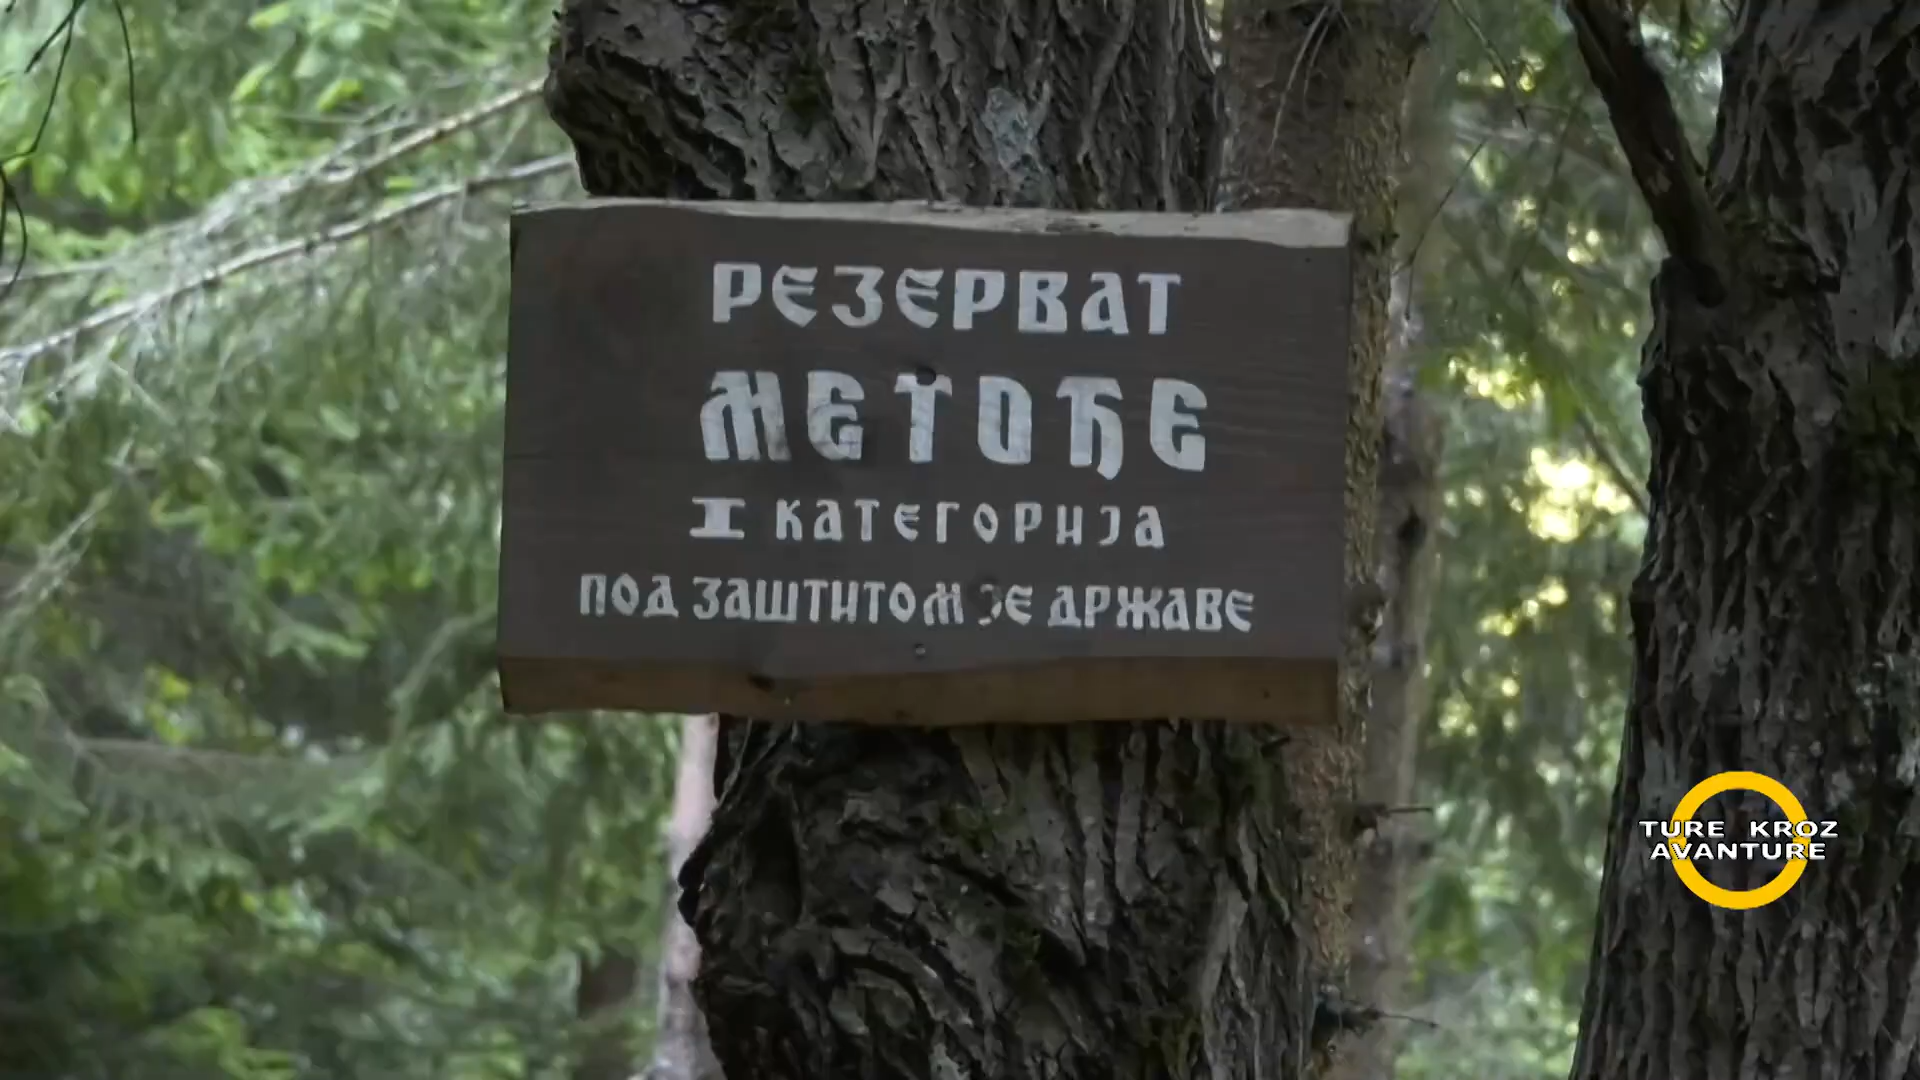 РЕЗЕРВАТ
МЕТОЂЕ
I КАТЕГОРИЈА
ПОД ЗАШТИТОМ ЈЕ ДРЖАВЕ
TURE KROZ
AVANTURE